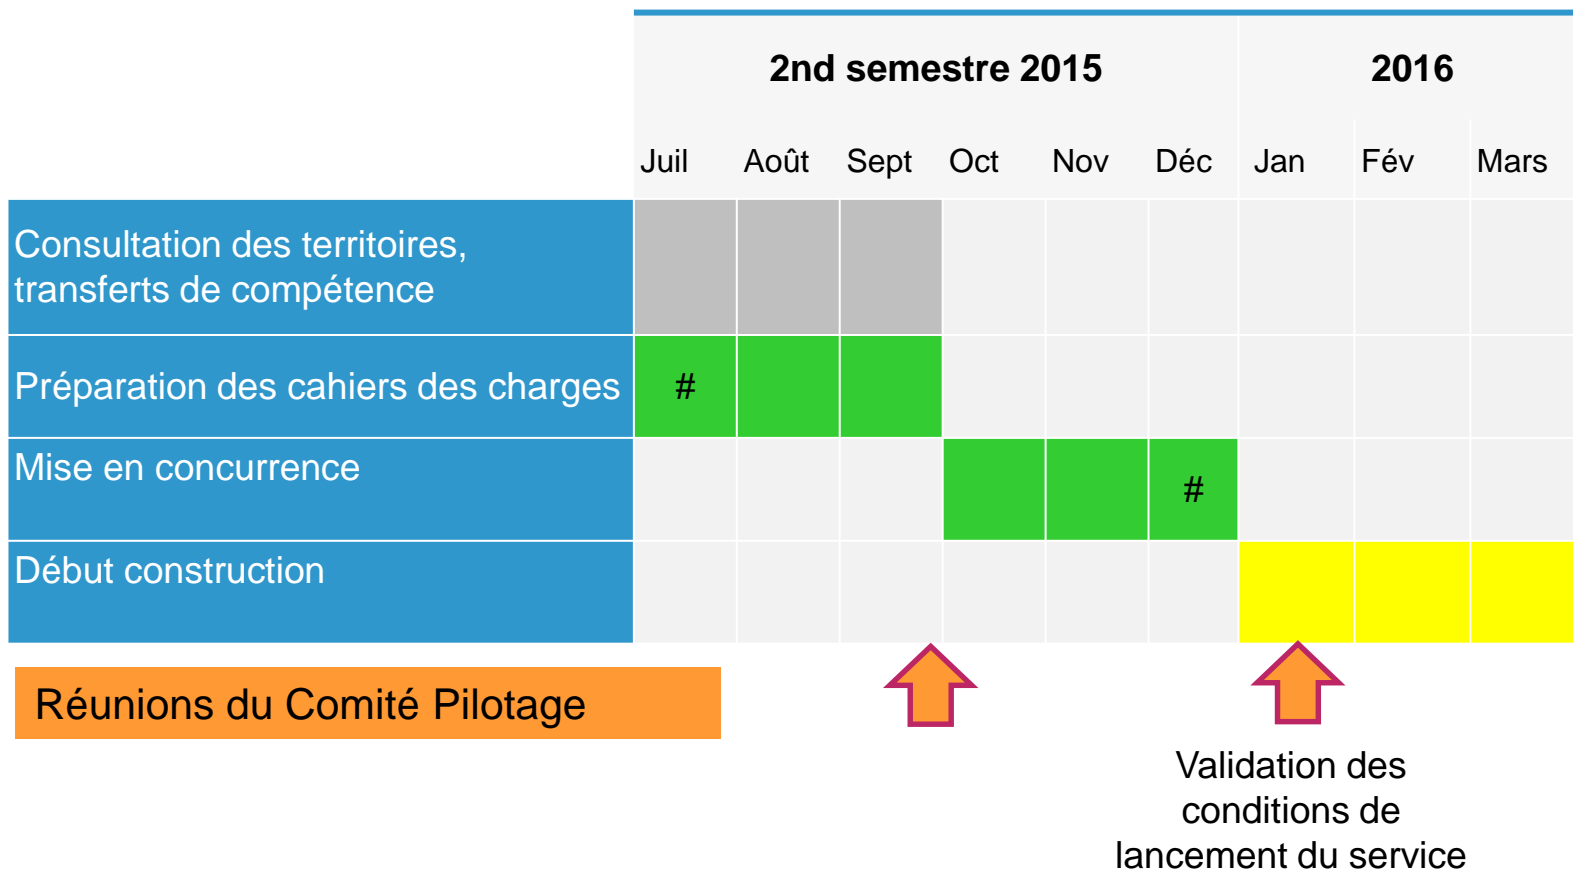 2nd semestre 2015 2016
Juil Août Sept Oct Nov Déc Jan Fév Mars
Consultation des territoires,
transferts de compétence
Préparation des cahiers des charges #
Mise en concurrence
#
Début construction
Réunions du Comité Pilotage
Validation des
conditions de
lancement du service